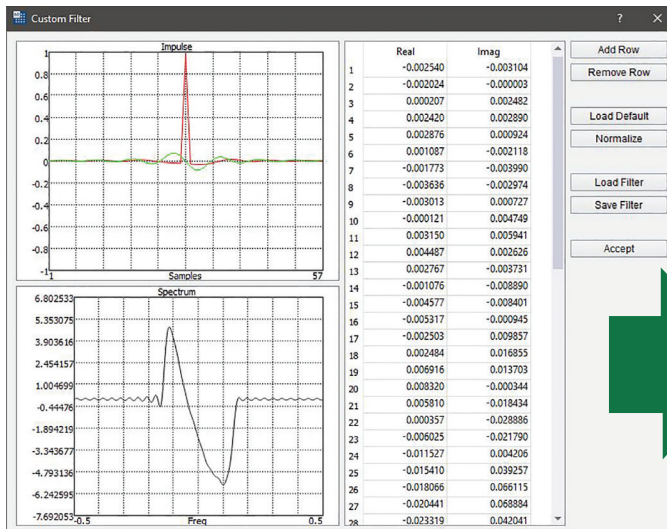 Custom Filter
? ×
Impulse
1
0.8
0.6
0.4
0.2
0
-0.2
-0.4
-0.6
-0.8
-1
1 Samples 57
Spectrum
6.802533
5.353075
3.903616
2.454157
1.004699
-0.44476
-1.894219
-3.343677
-4.793136
-6.242595
-7.692053
-0.5 Freq 0.5
Real Imag
1 -0.002540 -0.003104
2 -0.002024 -0.000003
3 0.000207 0.002482
4 0.002420 0.002890
5 0.002876 0.000924
6 0.001087 -0.002118
7 -0.001773 -0.003990
8 -0.003636 -0.002974
9 -0.003013 0.000727
10 -0.000121 0.004749
11 0.003150 0.005941
12 0.004487 0.002626
13 0.002767 -0.003731
14 -0.001076 -0.008890
15 -0.004577 -0.008401
16 -0.005317 -0.000945
17 -0.002503 0.009857
18 0.002484 0.016855
19 0.006916 0.013703
20 0.008320 -0.000344
21 0.005810 -0.018434
22 0.000357 -0.028886
23 -0.006025 -0.021790
24 -0.011527 0.004206
25 -0.015410 0.039257
26 -0.018066 0.066115
27 -0.020441 0.068884
28 -0.023319 0.042041
Add Row
Remove Row
Load Default
Normalize
Load Filter
Save Filter
Accept